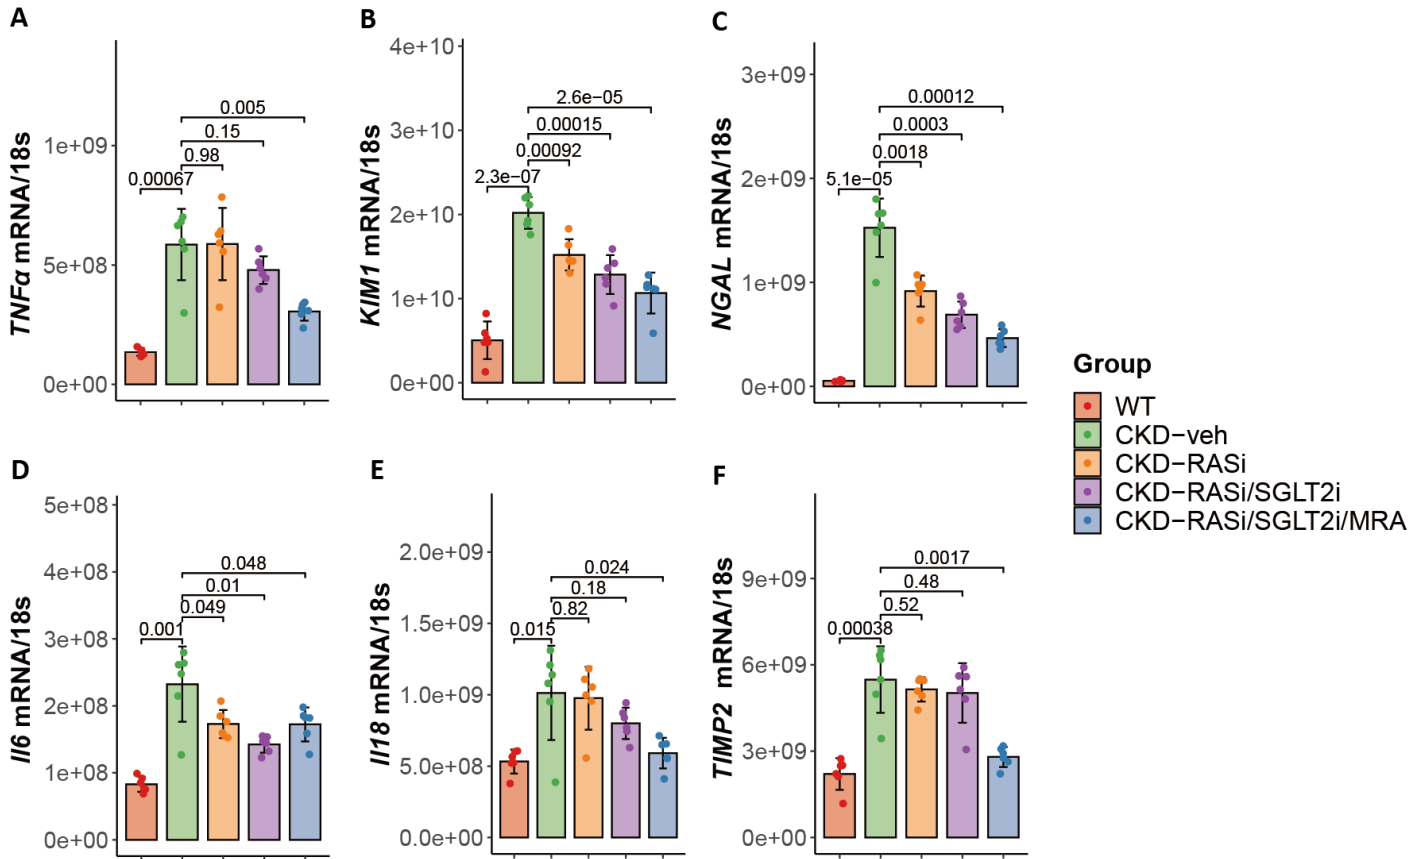 A
TNFα mRNA/18s
1e+09
5e+08
0e+00
0.005
0.15
0.98
0.00067
B
KIM1 mRNA/18s
4e+10
3e+10
2e+10
1e+10
0e+00
2.6e−05
0.00015
0.00092
2.3e−07
C
NGAL mRNA/18s
3e+09
2e+09
1e+09
0e+00
0.00012
0.0003
0.0018
5.1e−05
Group
WT
CKD−veh
CKD−RASi
CKD−RASi/SGLT2i
CKD−RASi/SGLT2i/MRA
D
Il6 mRNA/18s
5e+08
4e+08
3e+08
2e+08
1e+08
0e+00
0.048
0.01
0.049
0.001
E
Il18 mRNA/18s
2.0e+09
1.5e+09
1.0e+09
5.0e+08
0.0e+00
0.024
0.18
0.82
0.015
F
TIMP2 mRNA/18s
9e+09
6e+09
3e+09
0e+00
0.0017
0.48
0.52
0.00038